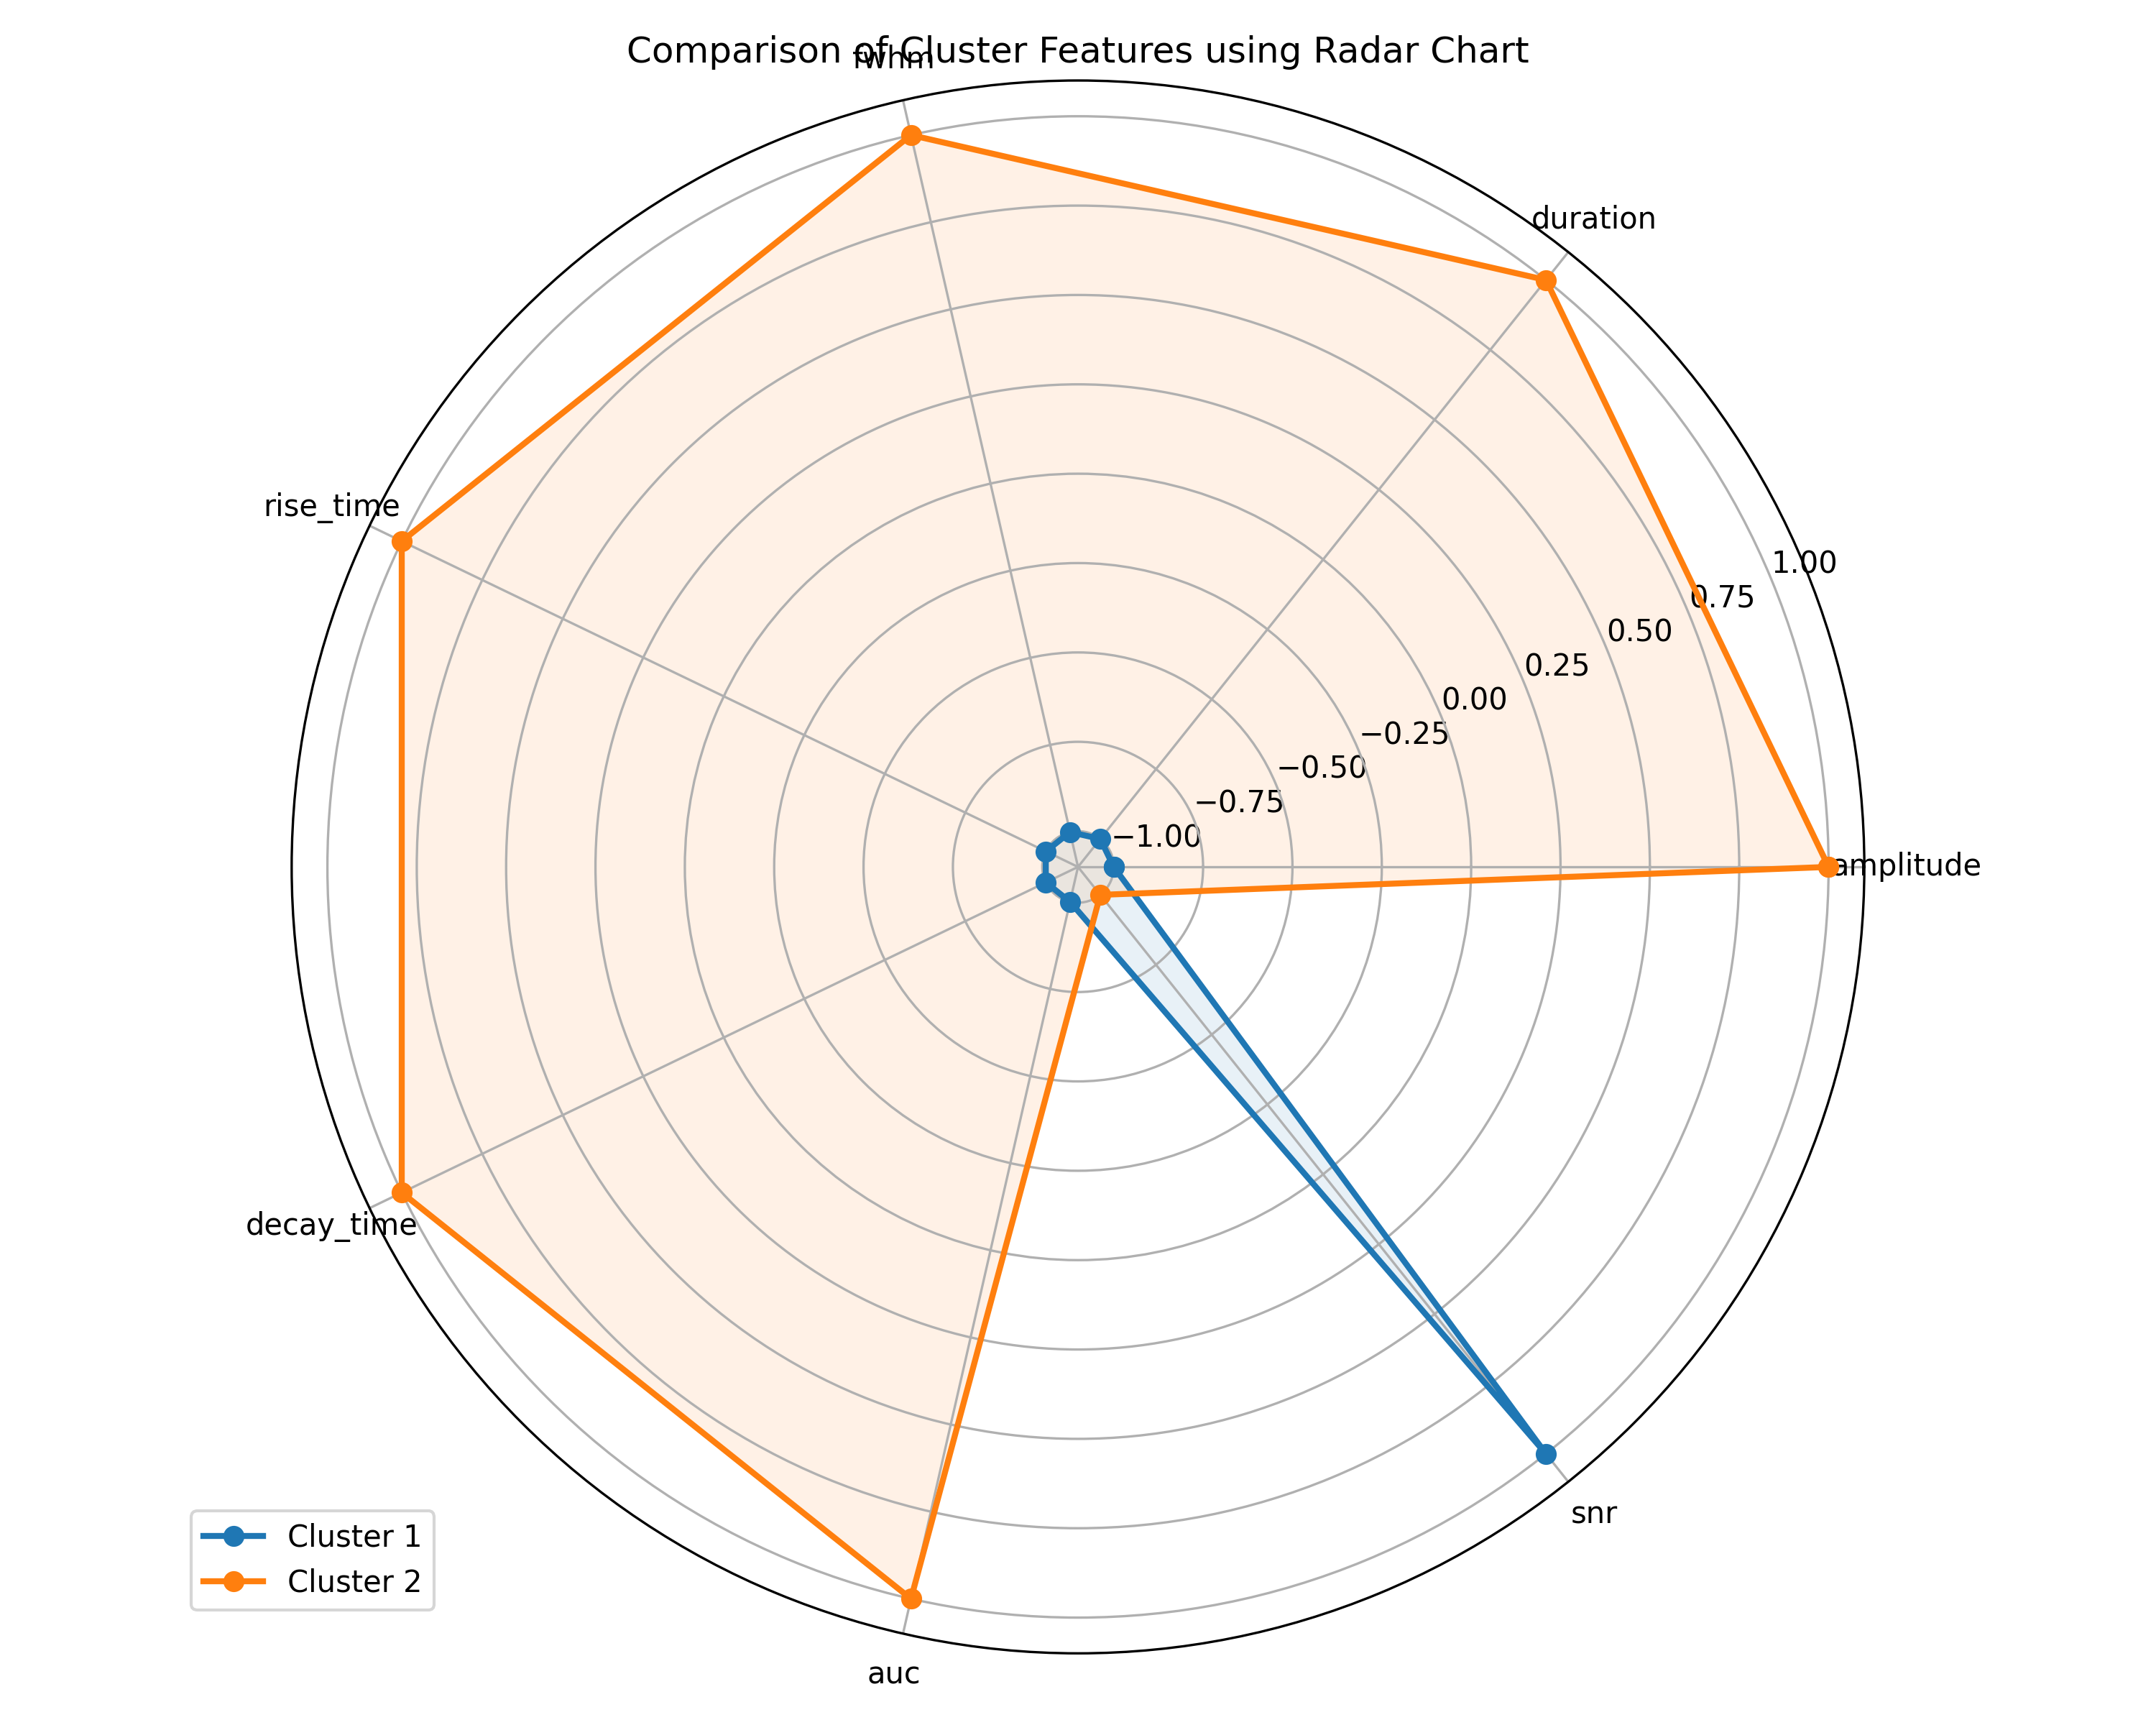 Comparison of Cluster Features using Radar Chart
fwhm
duration
rise_time
1.00
0.75
0.50
0.25
0.00
−0.25
−0.50
−0.75
−1.00
amplitude
decay_time
snr
Cluster 1
Cluster 2
auc